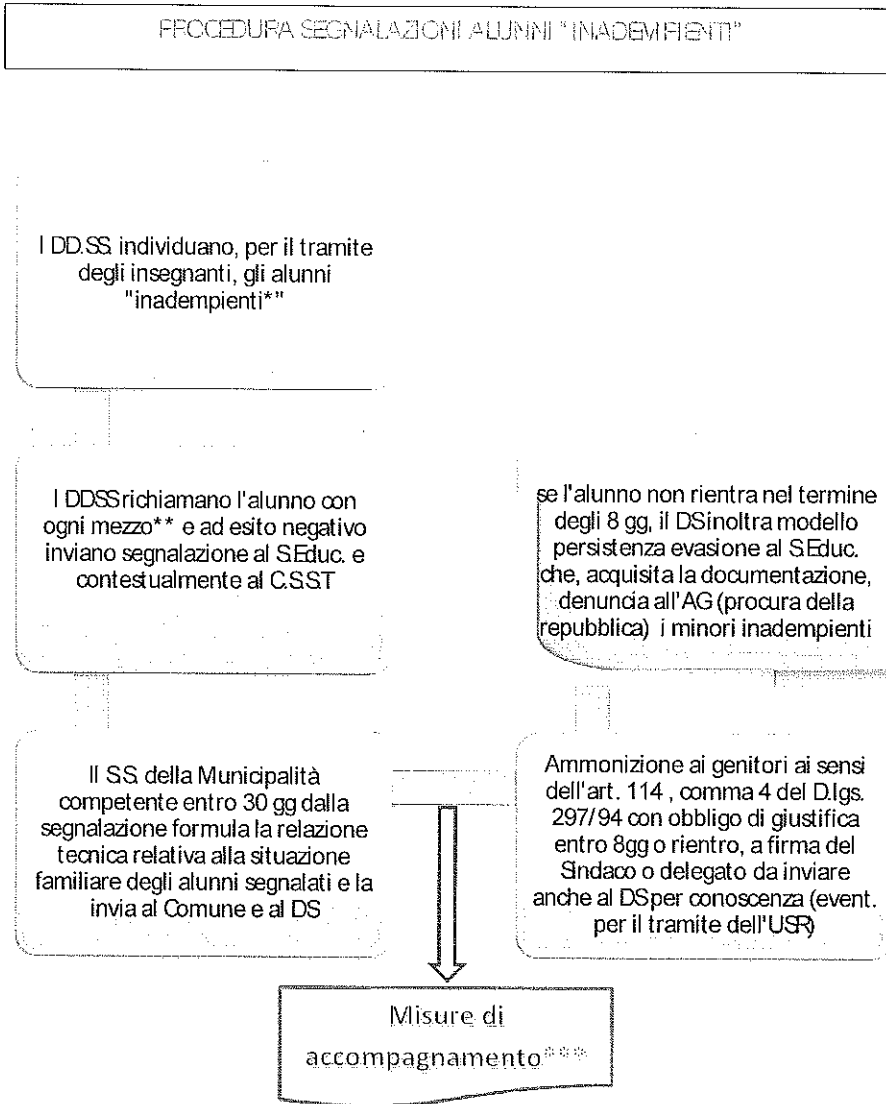 PROCEDURA SEGNALAZIONI ALUNNI "INADEMPIENTI"
I DD.SS. individuano, per il tramite
degli insegnanti, gli alunni
"inadempienti*"
I DDSS richiamano l'alunno con
ogni mezzo** e ad esito negativo
inviano segnalazione al S.Educ. e
contestualmente al C.S.S.T
Il S.S. della Municipalità
competente entro 30 gg dalla
segnalazione formula la relazione
tecnica relativa alla situazione
familiare degli alunni segnalati e la
invia al Comune e al DS
se l'alunno non rientra nel termine
degli 8 gg, il DS inoltra modello
persistenza evasione al S.Educ.
che, acquisita la documentazione,
denuncia all'AG (procura della
repubblica) i minori inadempienti
Ammonizione ai genitori ai sensi
dell'art. 114 , comma 4 del D.lgs.
297/94 con obbligo di giustifica
entro 8gg o rientro, a firma del
Sindaco o delegato da inviare
anche al DS per conoscenza (event.
per il tramite dell'USR)
Misure di
accompagnamento***